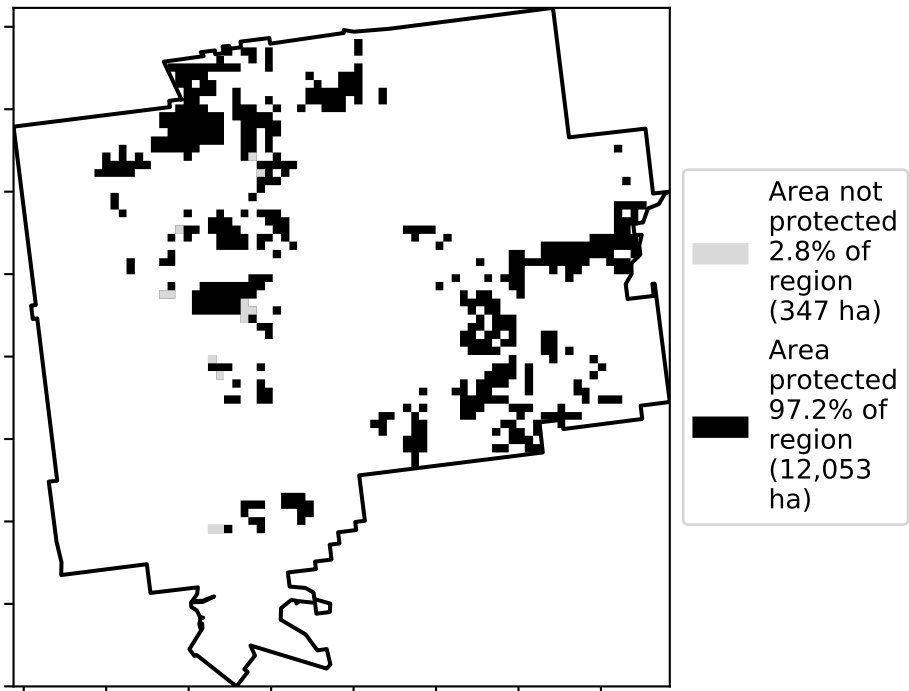 Area not
protected
2.8% of
region
(347 ha)
Area
protected
97.2% of
region
(12,053
ha)